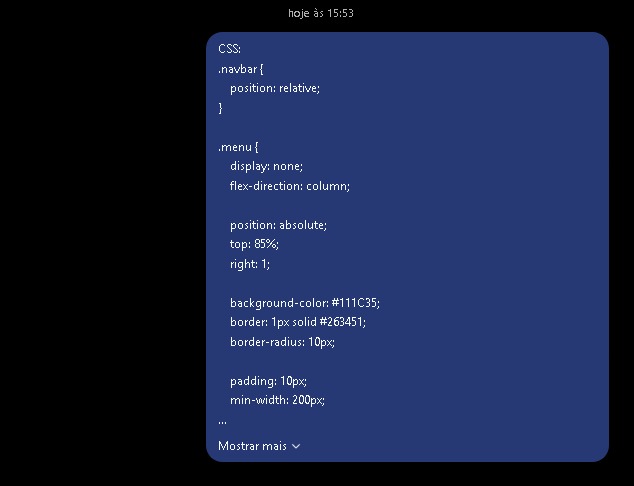 hoje às 15:53
CSS:
.navbar {
    position: relative;
}

.menu {
    display: none;
    flex-direction: column;

    position: absolute;
    top: 85%;
    right: 1;

    background-color: #111C35;
    border: 1px solid #263451;
    border-radius: 10px;

    padding: 10px;
    min-width: 200px;
...
Mostrar mais